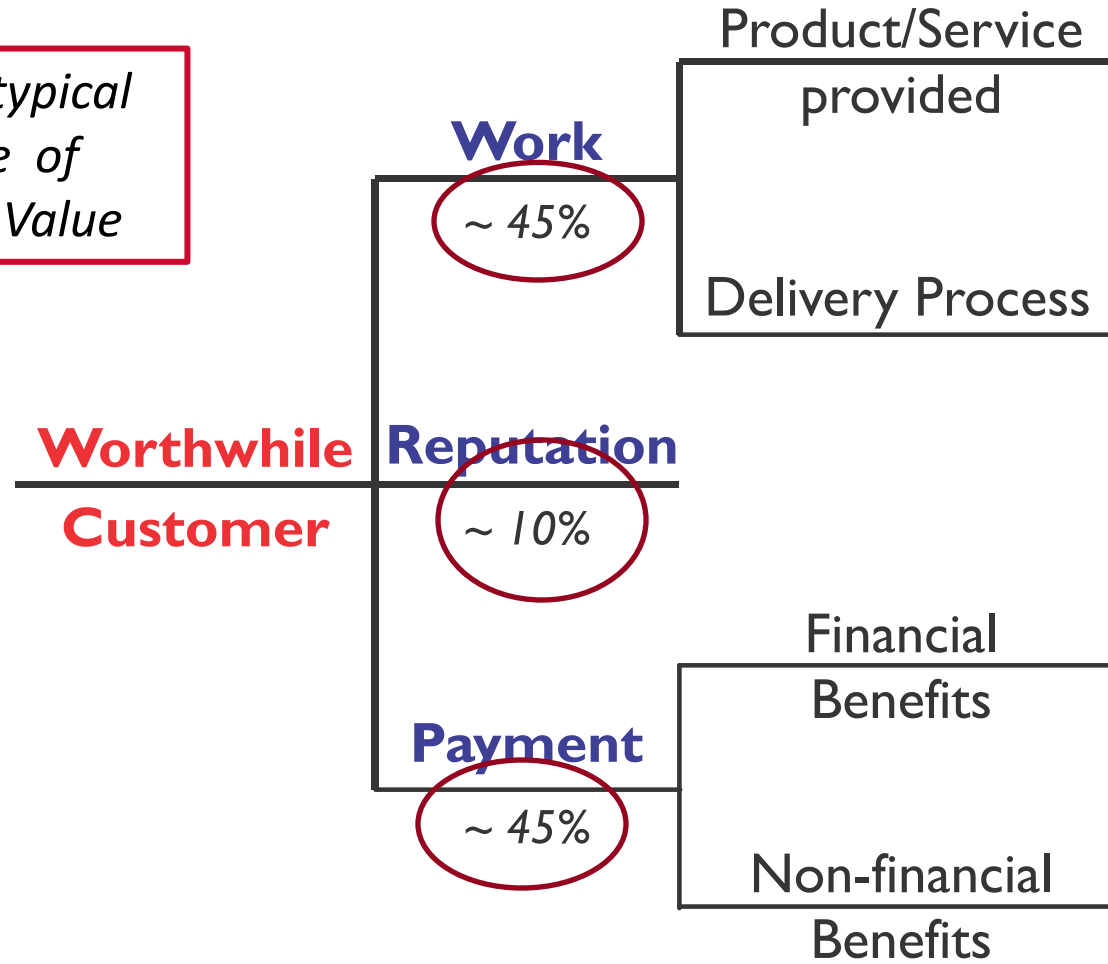 typical
of
Value
Product/Service
provided
Work
~ 45%
Delivery Process
Worthwhile
Customer
Reputation
~ 10%
Financial
Benefits
Payment
~ 45%
Non-financial
Benefits